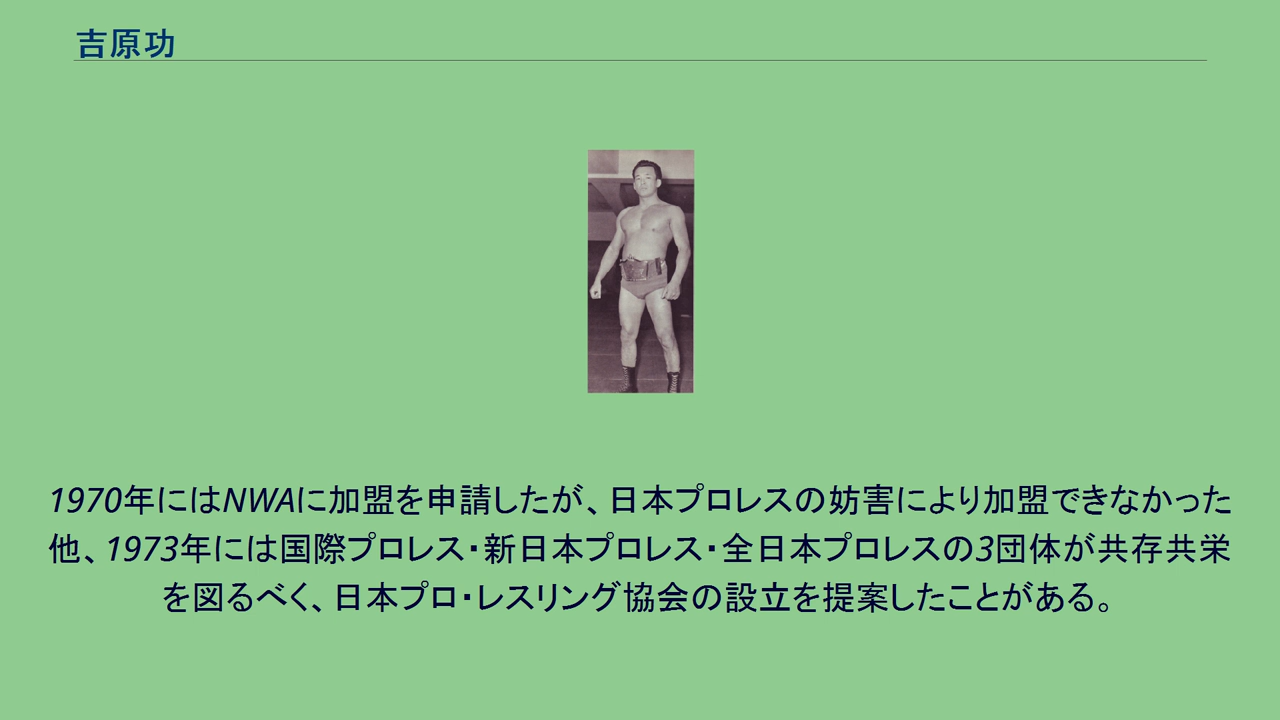 吉原功
1970年にはNWAに加盟を申請したが、日本プロレスの妨害により加盟できなかった
他、1973年には国際プロレス・新日本プロレス・全日本プロレスの3団体が共存共栄
を図るべく、日本プロ・レスリング協会の設立を提案したことがある。